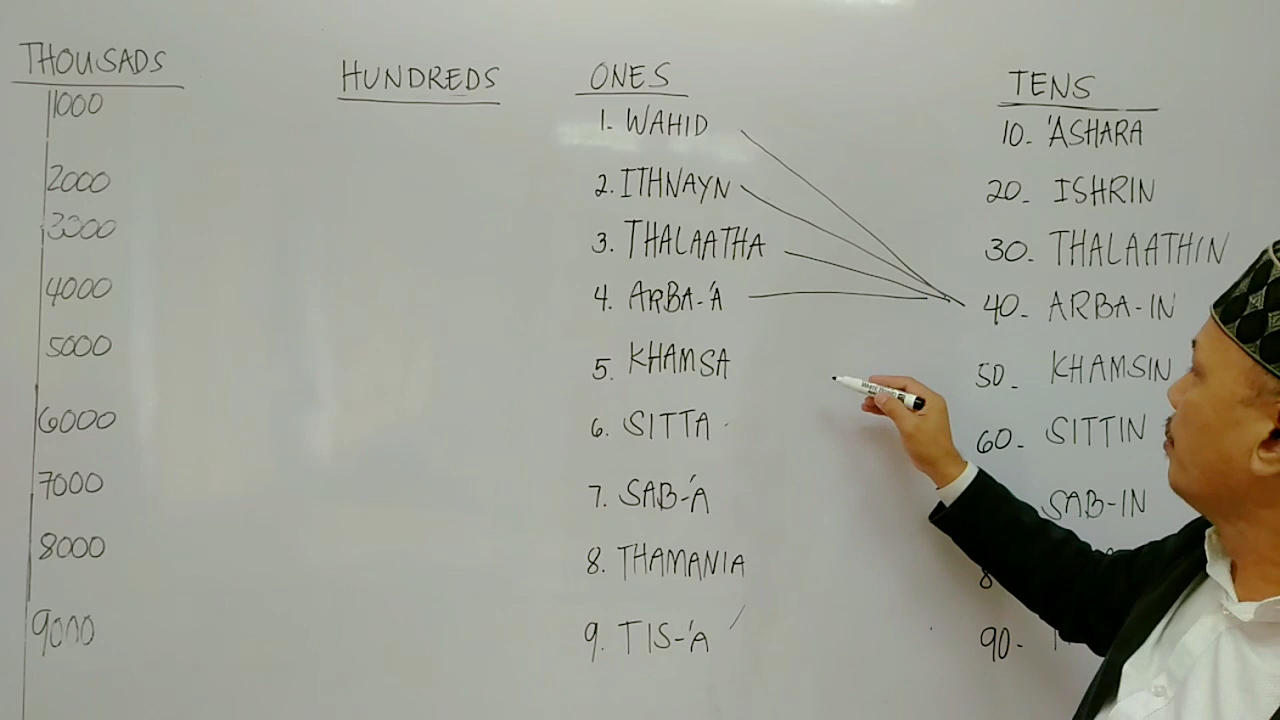 THOUSADS
1000
2000
3000
4000
5000
6000
7000
8000
9000
HUNDREDS
ONES
1. WAHID
2. ITHNAYN
3. THALAATHA
4. ARBA-'A
5. KHAMSA
6. SITTA
7. SAB-'A
8. THAMANIA
9. TIS-'A
TENS
10. 'ASHARA
20- ISHRIN
30. THALAATHIN
40- ARBA-IN
50- KHAMSIN
60- SITTIN
SAB-IN
90-